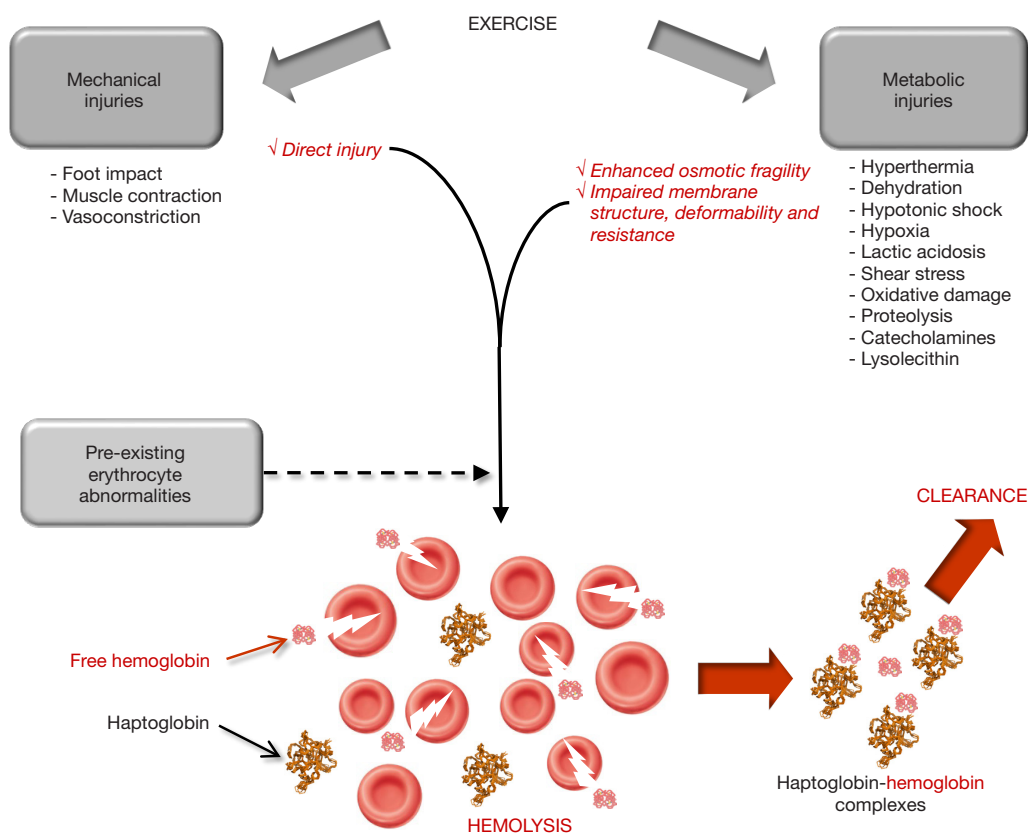 EXERCISE
Mechanical
injuries
Metabolic
injuries
- Foot impact
- Muscle contraction
- Vasoconstriction
√ Direct injury
√ Enhanced osmotic fragility
√ Impaired membrane
structure, deformability and
resistance
- Hyperthermia
- Dehydration
- Hypotonic shock
- Hypoxia
- Lactic acidosis
- Shear stress
- Oxidative damage
- Proteolysis
- Catecholamines
- Lysolecithin
Pre-existing
erythrocyte
abnormalities
CLEARANCE
Free hemoglobin
Haptoglobin
Haptoglobin-hemoglobin
complexes
HEMOLYSIS